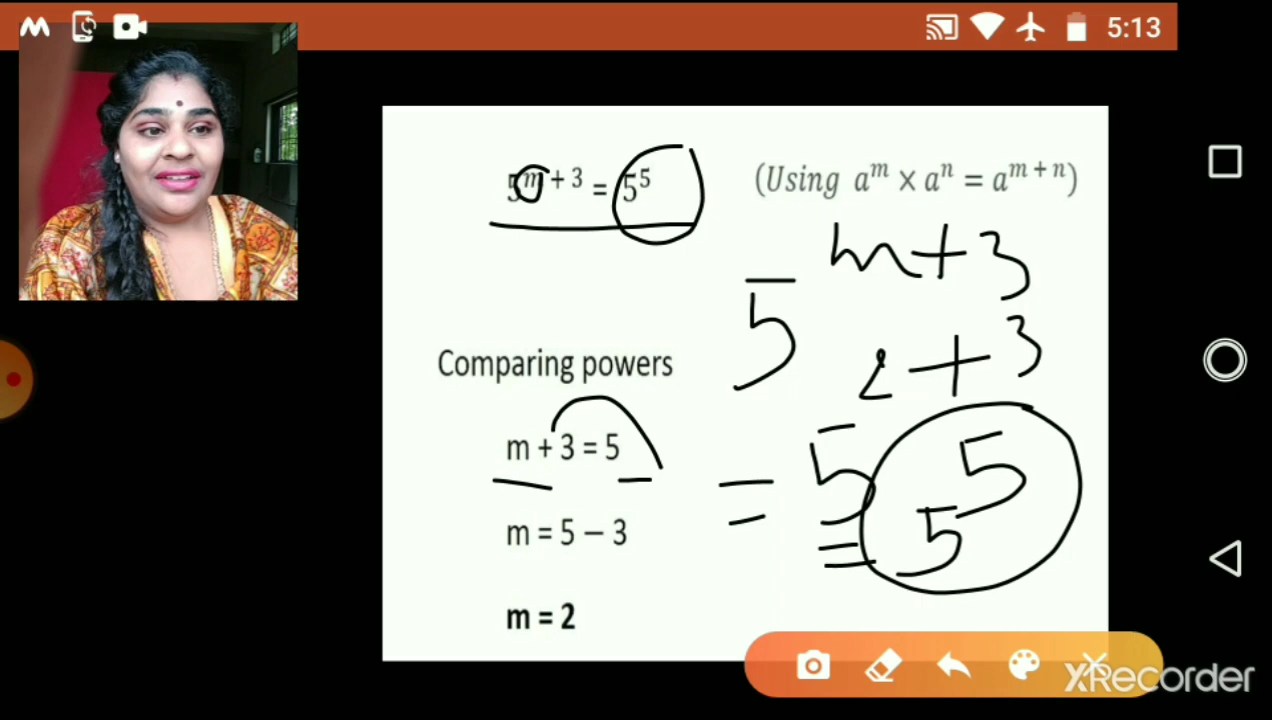 5:13
5^m + 3 = 5^5 (Using a^m × a^n = a^m + n)
m+3
5
2+3
Comparing powers
m + 3 = 5
= 5
5
= 5
m = 5 – 3
m = 2
XRecorder